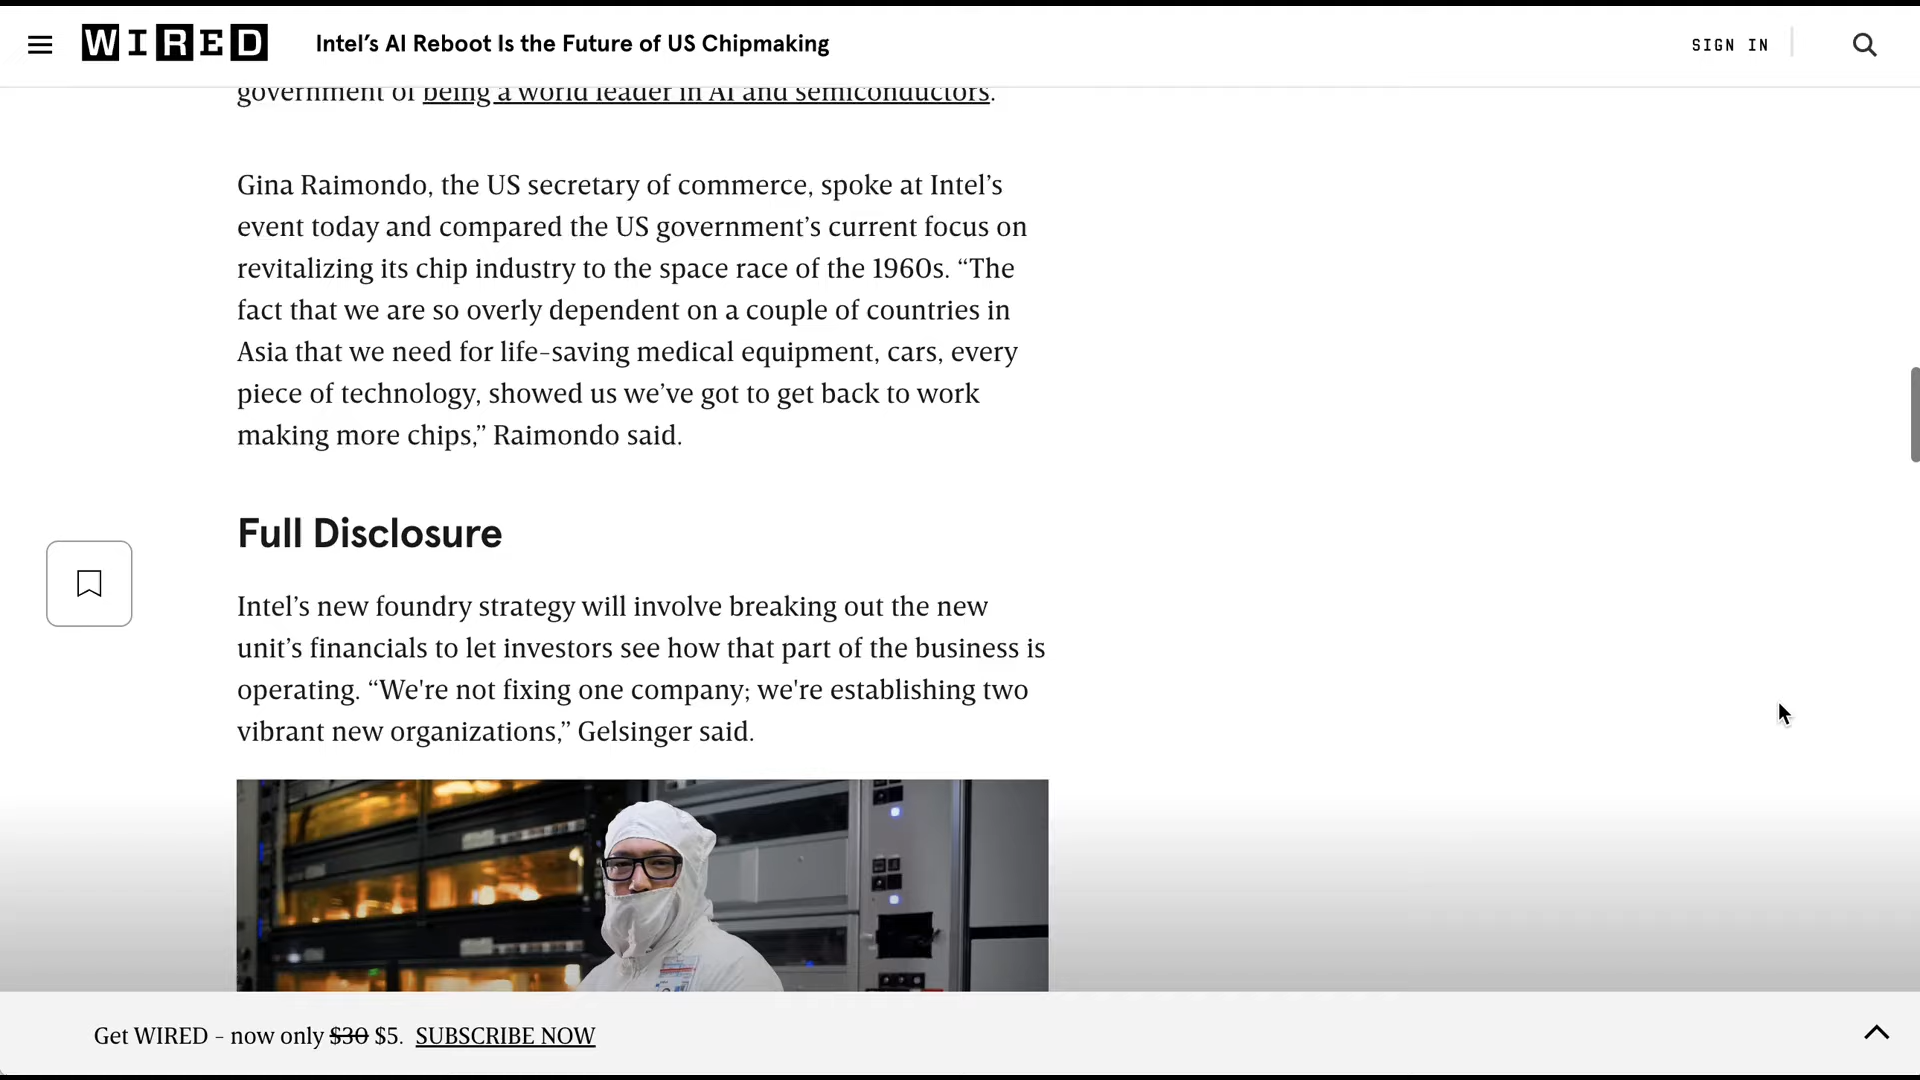 WIRED
Intel’s AI Reboot Is the Future of US Chipmaking
SIGN IN
government of being a world leader in AI and semiconductors.
Gina Raimondo, the US secretary of commerce, spoke at Intel’s
event today and compared the US government’s current focus on
revitalizing its chip industry to the space race of the 1960s. “The
fact that we are so overly dependent on a couple of countries in
Asia that we need for life-saving medical equipment, cars, every
piece of technology, showed us we’ve got to get back to work
making more chips,” Raimondo said.
Full Disclosure
Intel’s new foundry strategy will involve breaking out the new
unit’s financials to let investors see how that part of the business is
operating. “We're not fixing one company; we're establishing two
vibrant new organizations,” Gelsinger said.
Get WIRED - now only $30 $5. SUBSCRIBE NOW